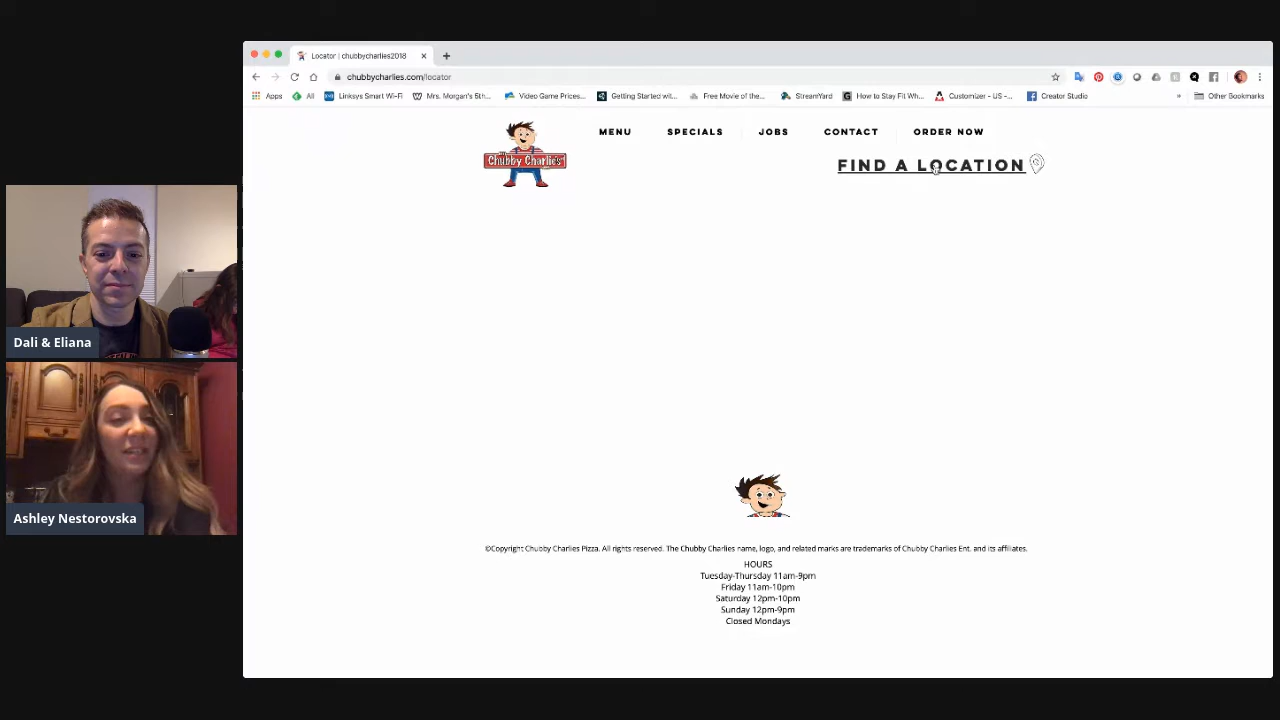 Locator | chubbycharlies2018
chubbycharlies.com/locator
Apps All Linksys Smart Wi-Fi Mrs. Morgan's 5th... Video Game Prices... Getting Started wit... Free Movie of the... StreamYard How to Stay Fit Wh... Customizer - US -... Creator Studio » Other Bookmarks
Chubby Charlie's
MENU SPECIALS JOBS CONTACT ORDER NOW
FIND A LOCATION
Dali & Eliana
Ashley Nestorovska
©Copyright Chubby Charlies Pizza. All rights reserved. The Chubby Charlies name, logo, and related marks are trademarks of Chubby Charlies Ent. and its affiliates.
HOURS
Tuesday-Thursday 11am-9pm
Friday 11am-10pm
Saturday 12pm-10pm
Sunday 12pm-9pm
Closed Mondays